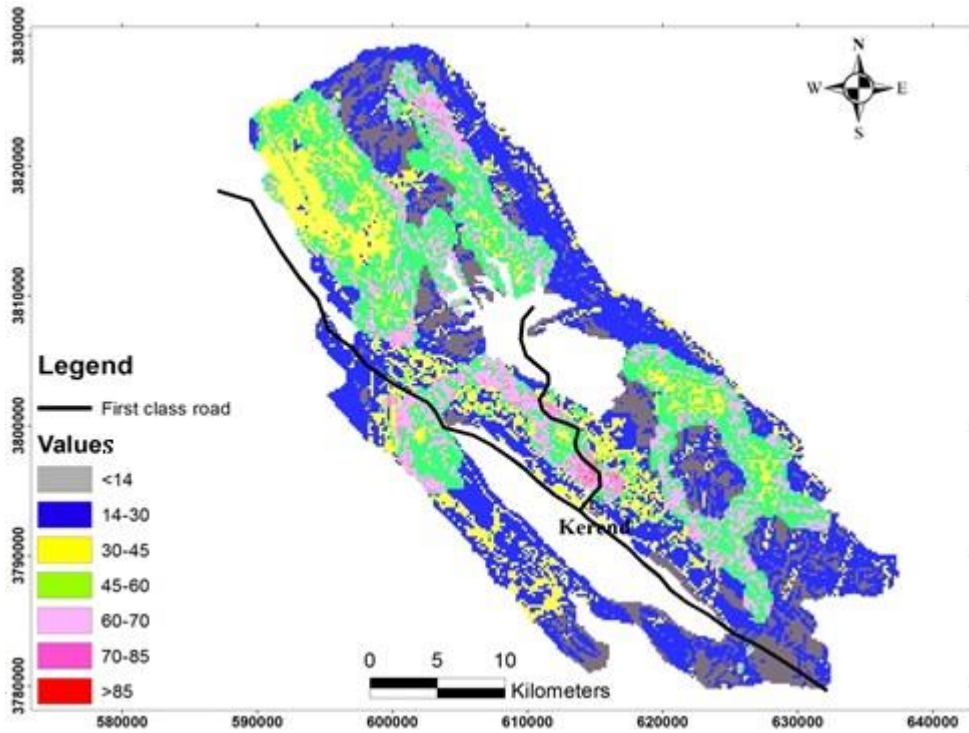 3830000
3820000
3810000
3800000
3790000
3780000
N
W E
S
Legend
First class road
Values
<14
14-30
30-45
45-60
60-70
70-85
>85
Kerend
0 5 10
Kilometers
580000 590000 600000 610000 620000 630000 640000